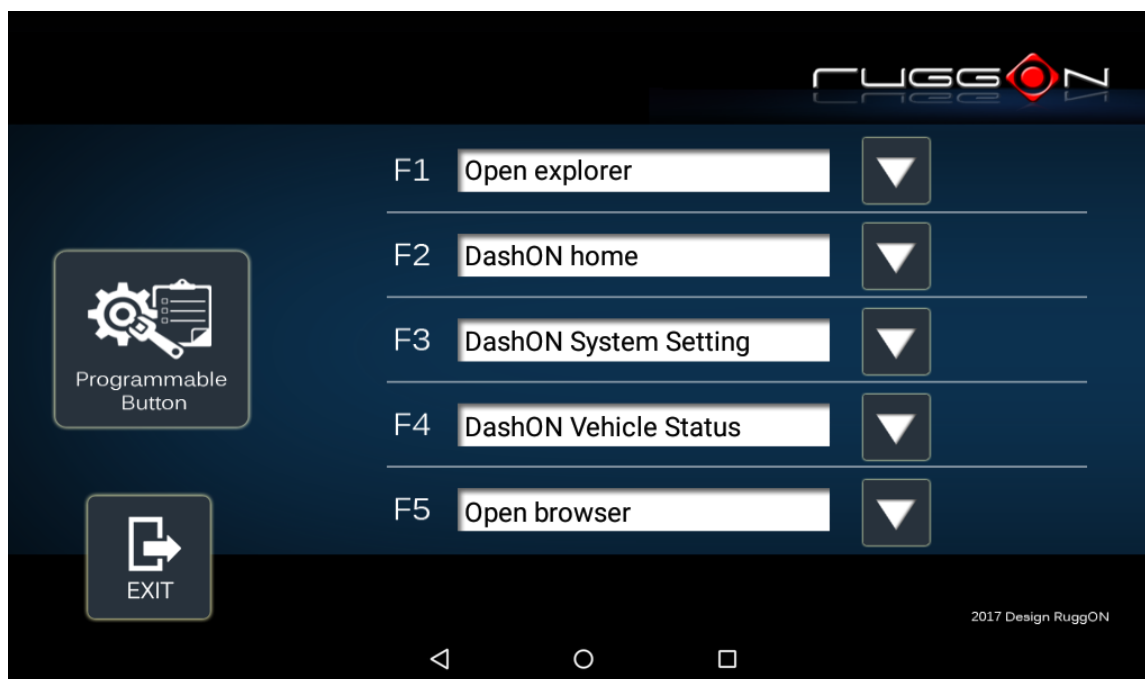 RUGGON
F1 Open explorer
F2 DashON home
F3 DashON System Setting
F4 DashON Vehicle Status
F5 Open browser
Programmable
Button
EXIT
2017 Design RuggON